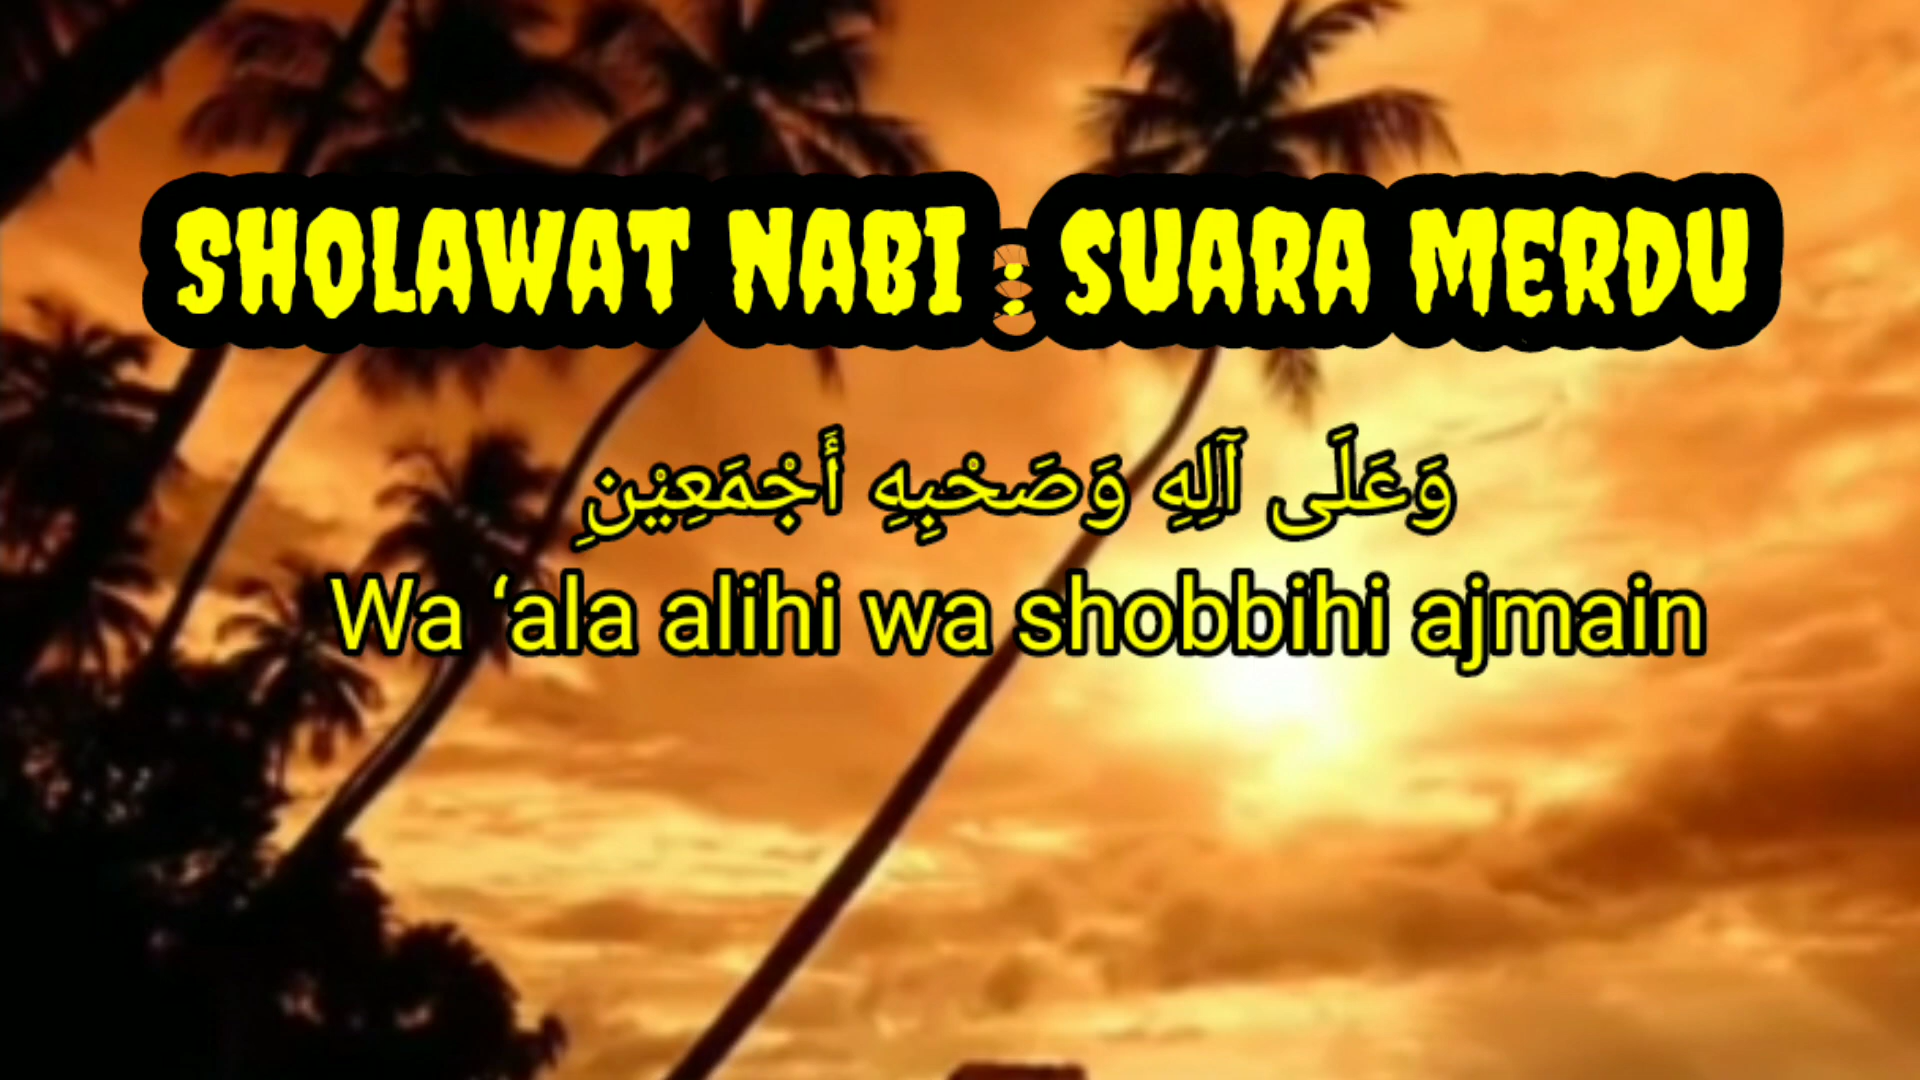 SHOLAWAT NABI : SUARA MERDU
وَعَلَى آلِهِ وَصَحْبِهِ أَجْمَعِيْنِ
Wa ‘ala alihi wa shobbihi ajmain